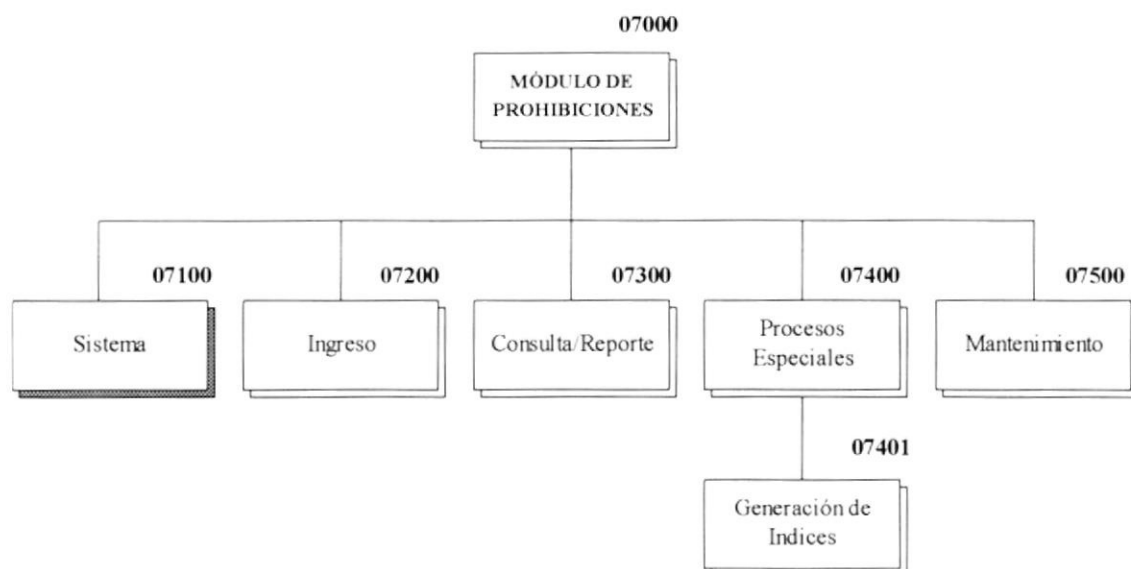 07000
MÓDULO DE
PROHIBICIONES
07100
Sistema
07200
Ingreso
07300
Consulta/Reporte
07400
Procesos
Especiales
07500
Mantenimiento
07401
Generación de
Indices